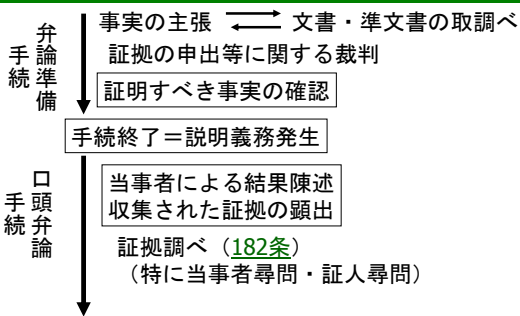 弁論準備
手続
事実の主張 文書・準文書の取調べ
証拠の申出等に関する裁判
証明すべき事実の確認
手続終了＝説明義務発生
口頭弁論
手続
当事者による結果陳述
収集された証拠の顕出
証拠調べ（182条）
（特に当事者尋問・証人尋問）